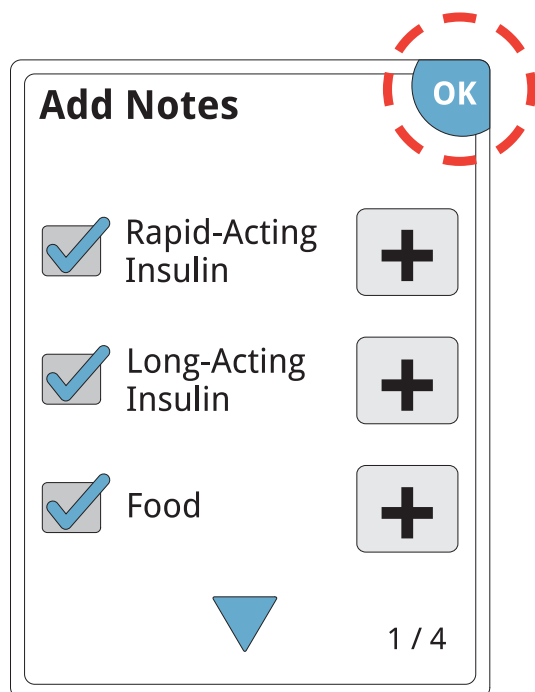 OK
Add Notes
Rapid-Acting
Insulin
Long-Acting
Insulin
Food
1 / 4